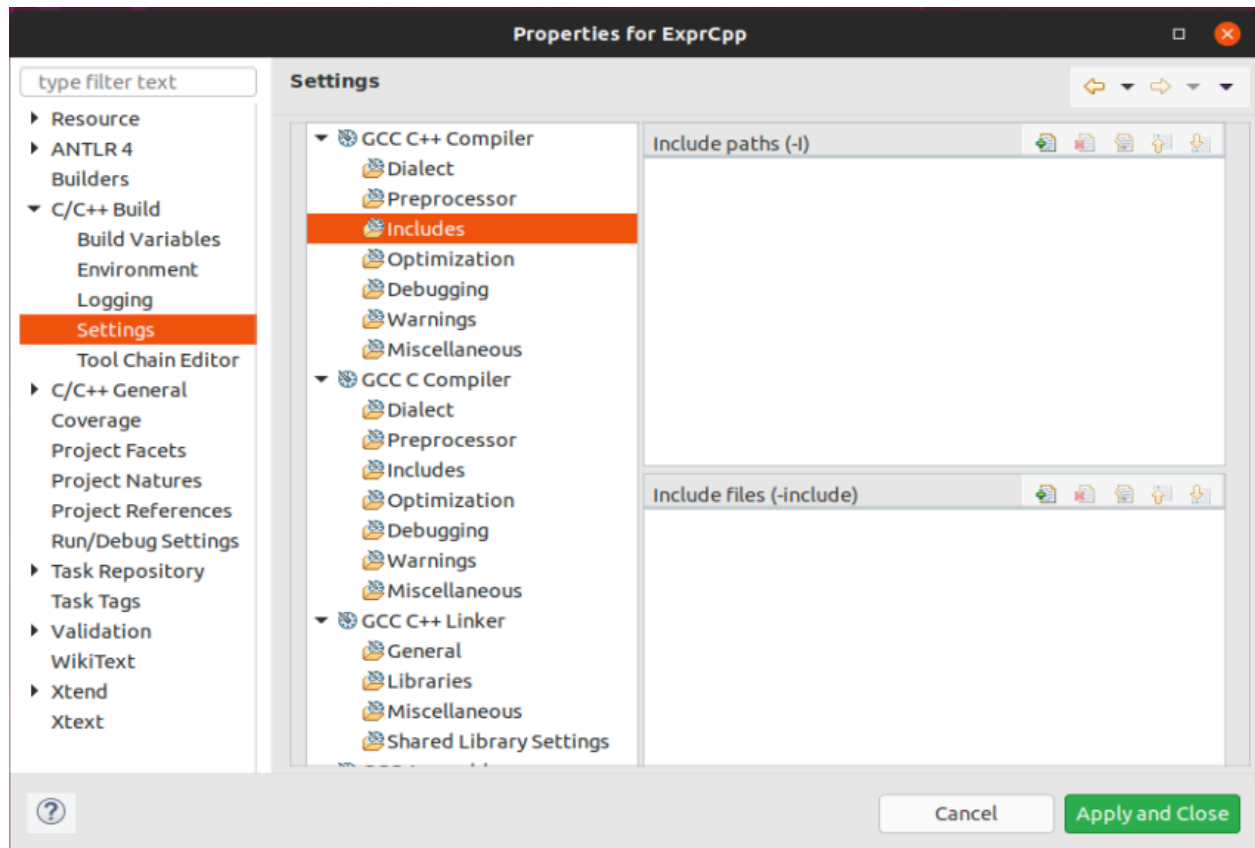 Properties for ExprCpp
type filter text
Resource
ANTLR 4
Builders
C/C++ Build
Build Variables
Environment
Logging
Settings
Tool Chain Editor
C/C++ General
Coverage
Project Facets
Project Natures
Project References
Run/Debug Settings
Task Repository
Task Tags
Validation
WikiText
Xtend
Xtext
Settings
GCC C++ Compiler
Dialect
Preprocessor
Includes
Optimization
Debugging
Warnings
Miscellaneous
GCC C Compiler
Dialect
Preprocessor
Includes
Optimization
Debugging
Warnings
Miscellaneous
GCC C++ Linker
General
Libraries
Miscellaneous
Shared Library Settings
Include paths (-I)
Include files (-include)
Cancel
Apply and Close